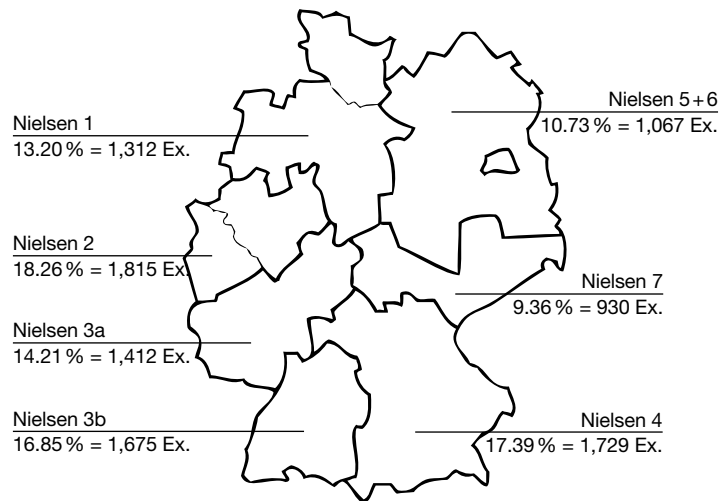 Nielsen 1
13.20 % = 1,312 Ex.
Nielsen 2
18.26 % = 1,815 Ex.
Nielsen 3a
14.21 % = 1,412 Ex.
Nielsen 3b
16.85 % = 1,675 Ex.
Nielsen 5 + 6
10.73 % = 1,067 Ex.
Nielsen 7
9.36 % = 930 Ex.
Nielsen 4
17.39 % = 1,729 Ex.